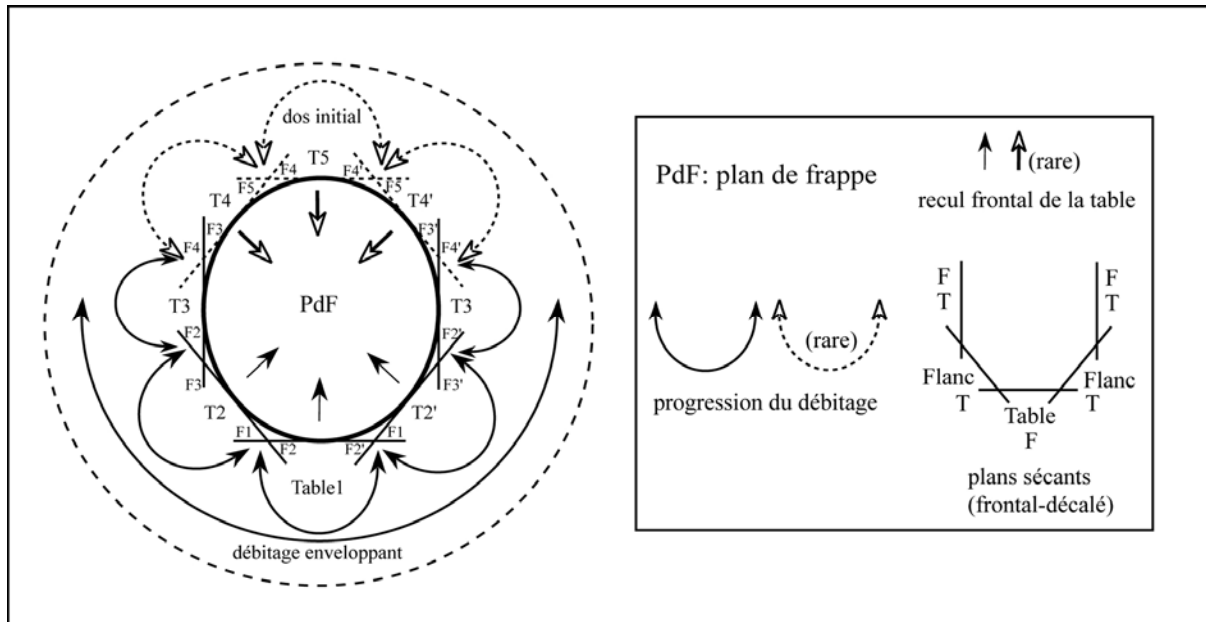 dos initial
T5
F4
F4'
F5
F5
T4
T4'
F3
F3'
F4
F4'
T3
PdF
T3
F2
F2'
F3
F3'
T2
T2'
F1
F1
F2
F2'
Table1
débitage enveloppant
(rare)
PdF: plan de frappe
recul frontal de la table
F
T
F
T
(rare)
progression du débitage
Flanc
T
Flanc
T
Table
F
plans sécants
(frontal-décalé)